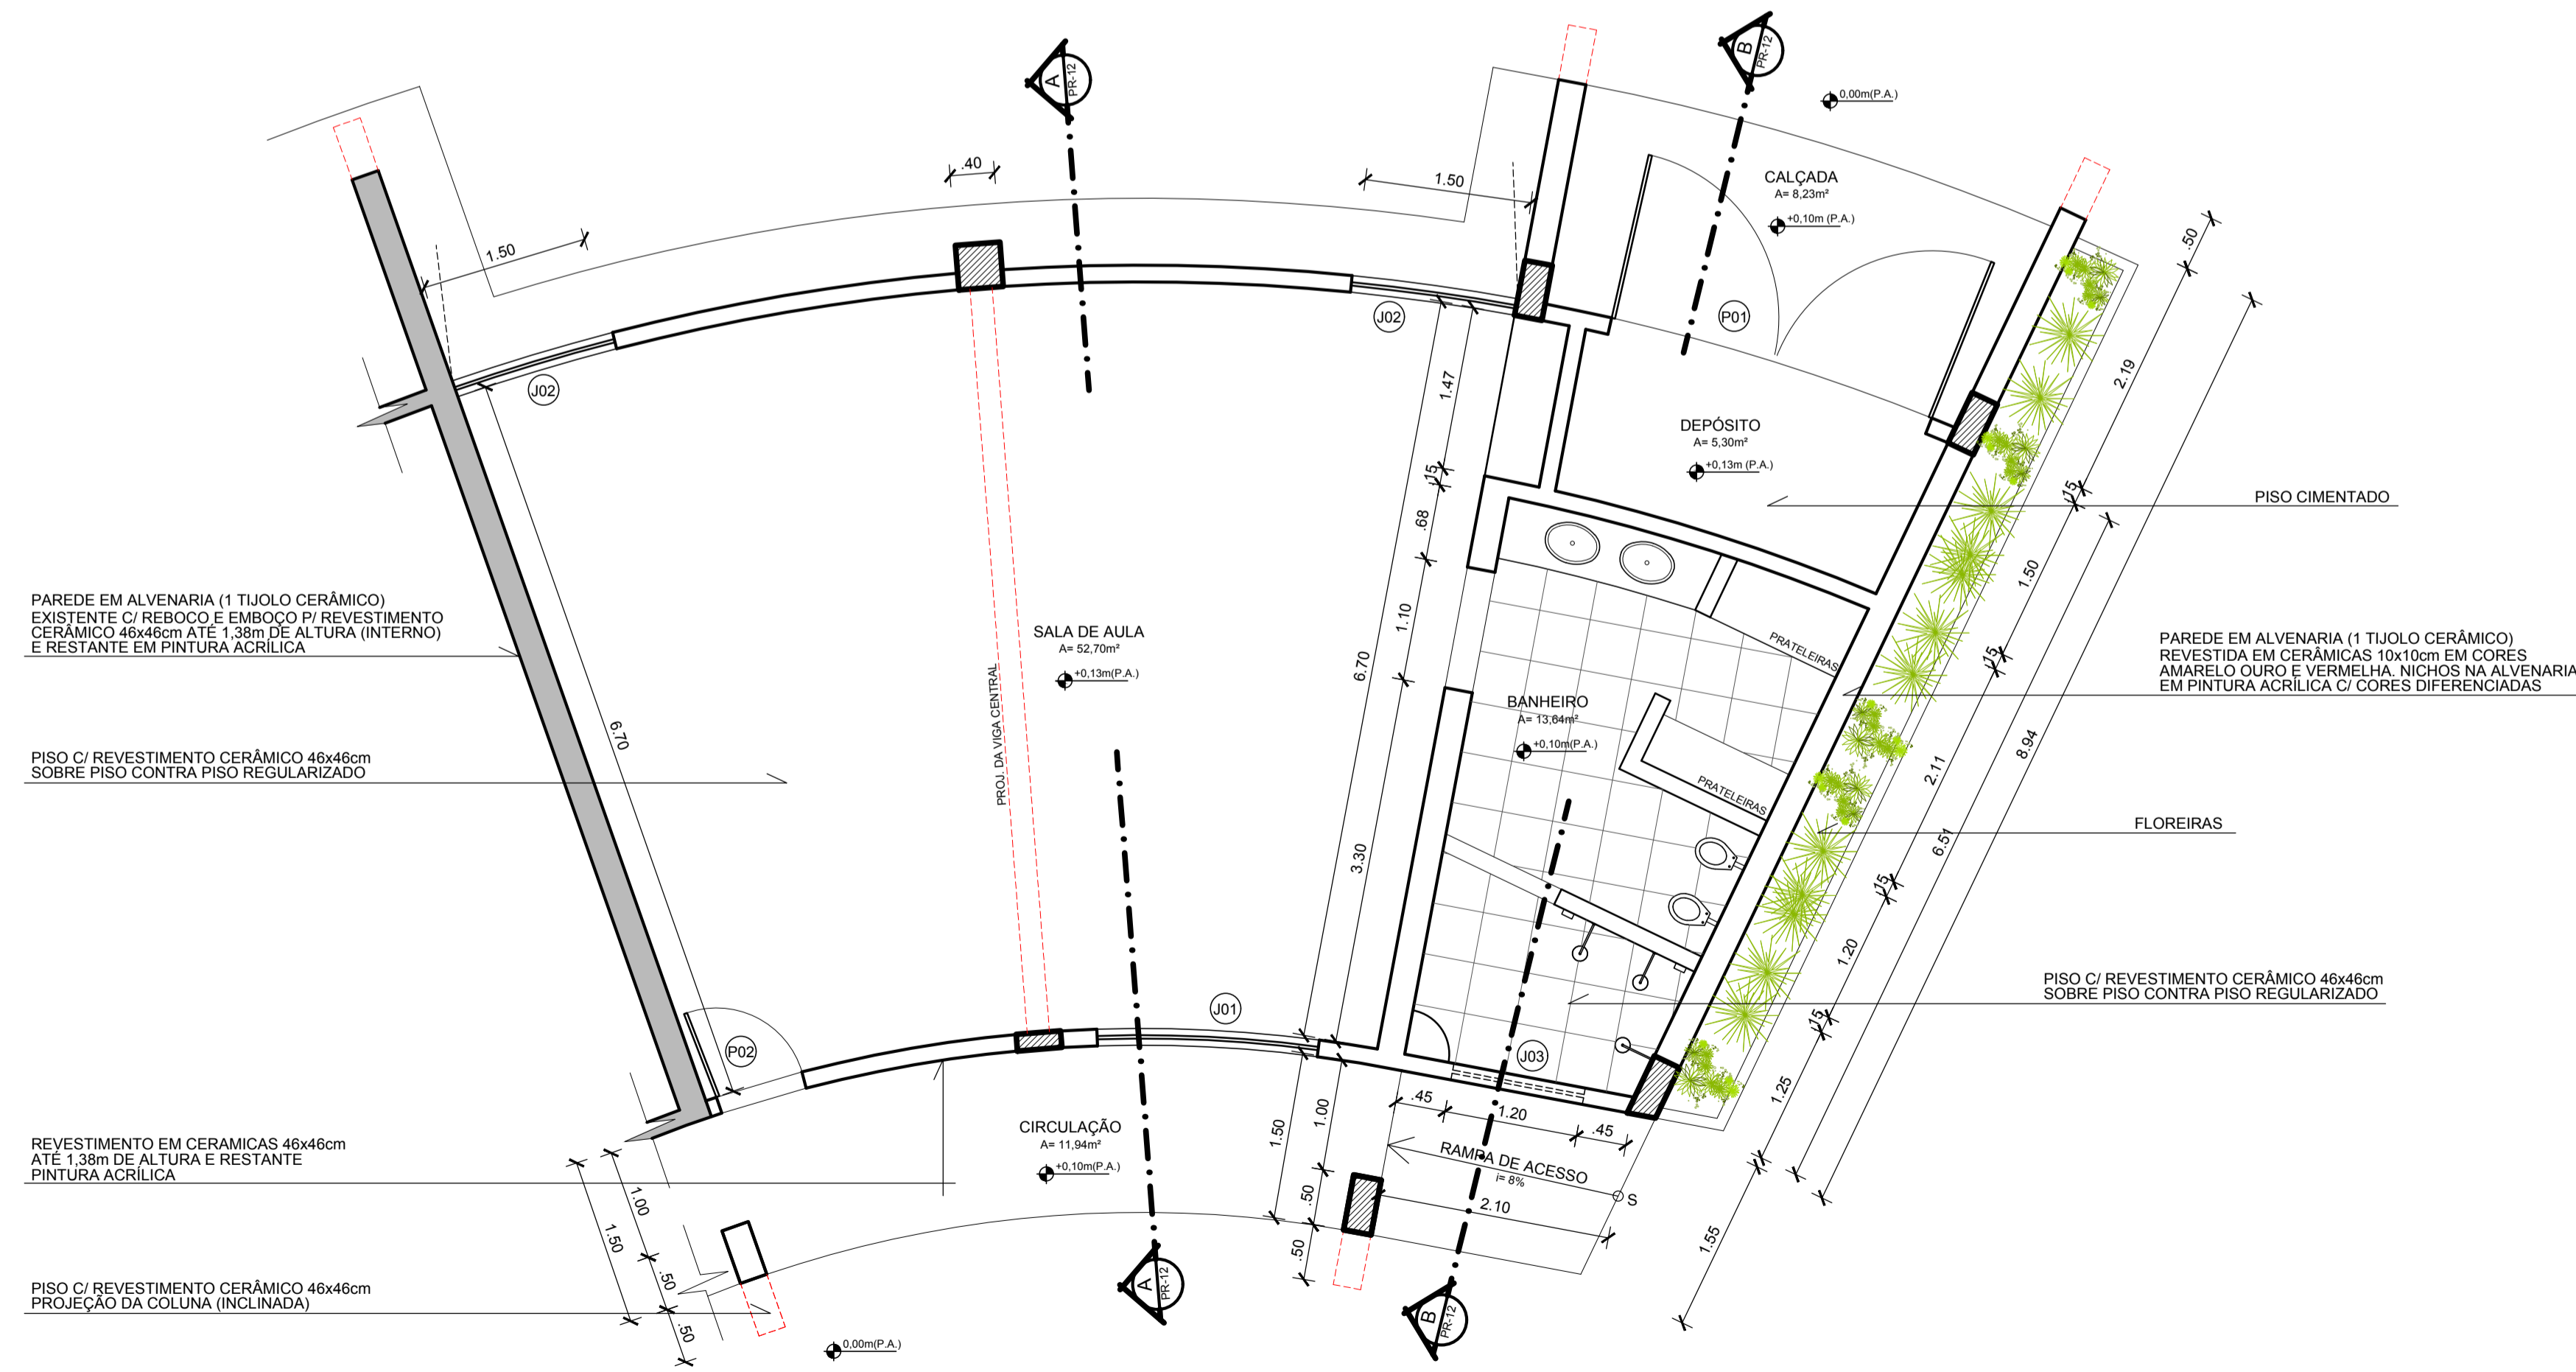 A
PR-12
B
PR-12
0,00m(P.A.)
.40
1.50
CALÇADA
A= 8,23m²
+0,10m (P.A.)
1.50
.50
J02
P01
J02
1.47
2.19
DEPÓSITO
A= 5,30m²
+0,13m (P.A.)
.15
.15
PISO CIMENTADO
.68
1.50
PAREDE EM ALVENARIA (1 TIJOLO CERÂMICO)
EXISTENTE C/ REBOCO E EMBOÇO P/ REVESTIMENTO
CERÂMICO 46x46cm ATÉ 1,38m DE ALTURA (INTERNO)
E RESTANTE EM PINTURA ACRÍLICA
SALA DE AULA
A= 52,70m²
+0,13m(P.A.)
PROJ. DA VIGA CENTRAL
6.70
1.10
6.70
PRATELEIRAS
.15
PAREDE EM ALVENARIA (1 TIJOLO CERÂMICO)
REVESTIDA EM CERÂMICAS 10x10cm EM CORES
AMARELO OURO E VERMELHA. NICHOS NA ALVENARIA
EM PINTURA ACRÍLICA C/ CORES DIFERENCIADAS
BANHEIRO
A= 13,64m²
+0,10m(P.A.)
PISO C/ REVESTIMENTO CERÂMICO 46x46cm
SOBRE PISO CONTRA PISO REGULARIZADO
PRATELEIRAS
2.11
8.94
6.51
FLOREIRAS
3.30
.15
1.20
PISO C/ REVESTIMENTO CERÂMICO 46x46cm
SOBRE PISO CONTRA PISO REGULARIZADO
J01
.15
P02
J03
1.25
.45
1.20
.45
1.50
1.00
CIRCULAÇÃO
A= 11,94m²
+0,10m(P.A.)
RAMPA DE ACESSO
i= 8%
S
REVESTIMENTO EM CERAMICAS 46x46cm
ATÉ 1,38m DE ALTURA E RESTANTE
PINTURA ACRÍLICA
1.00
1.50
.50
.50
.50
.50
2.10
1.55
PISO C/ REVESTIMENTO CERÂMICO 46x46cm
PROJEÇÃO DA COLUNA (INCLINADA)
A
PR-12
B
PR-12
0,00m(P.A.)